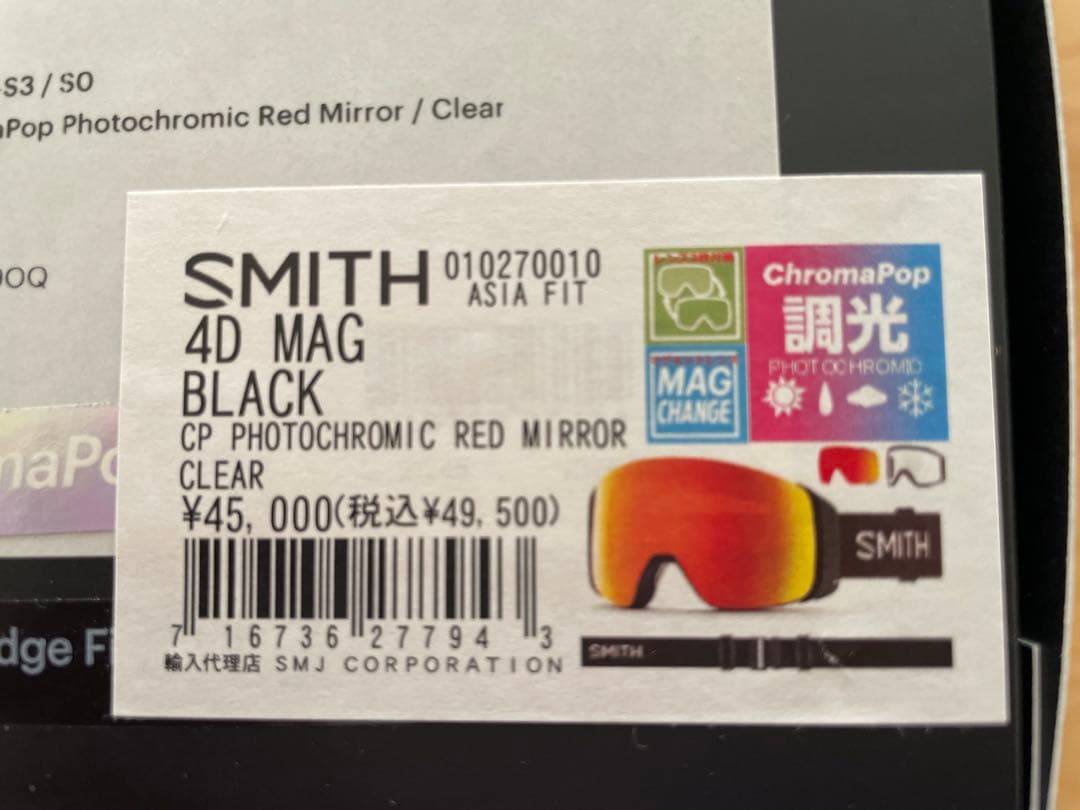 -S3 / S0
aPop Photochromic Red Mirror / Clear
OQ
SMITH 010270010
ASIA FIT
4D MAG
BLACK
CP PHOTOCHROMIC RED MIRROR
CLEAR
¥45,000(税込¥49,500)
7 16736 27794 3
輸入代理店 SMJ CORPORATION
ChromaPop
調光
PHOTOCHROMIC
MAG
CHANGE
SMITH
SMITH
maPo
dge Fi